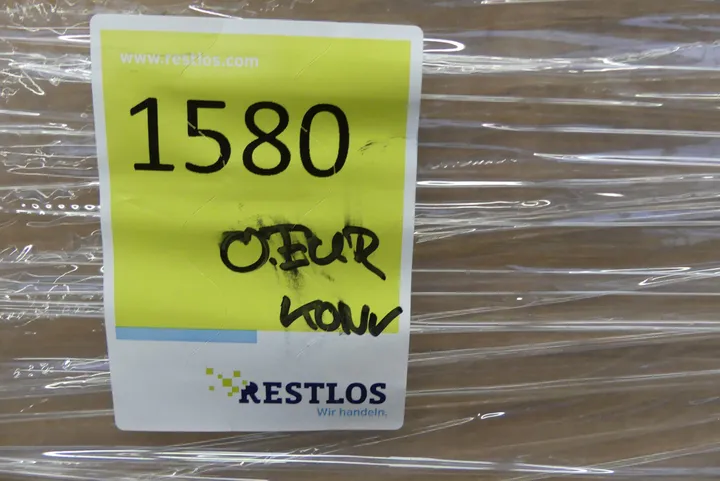 www.restlos.com
1580
O.EUR
KONV
RESTLOS
Wir handeln.